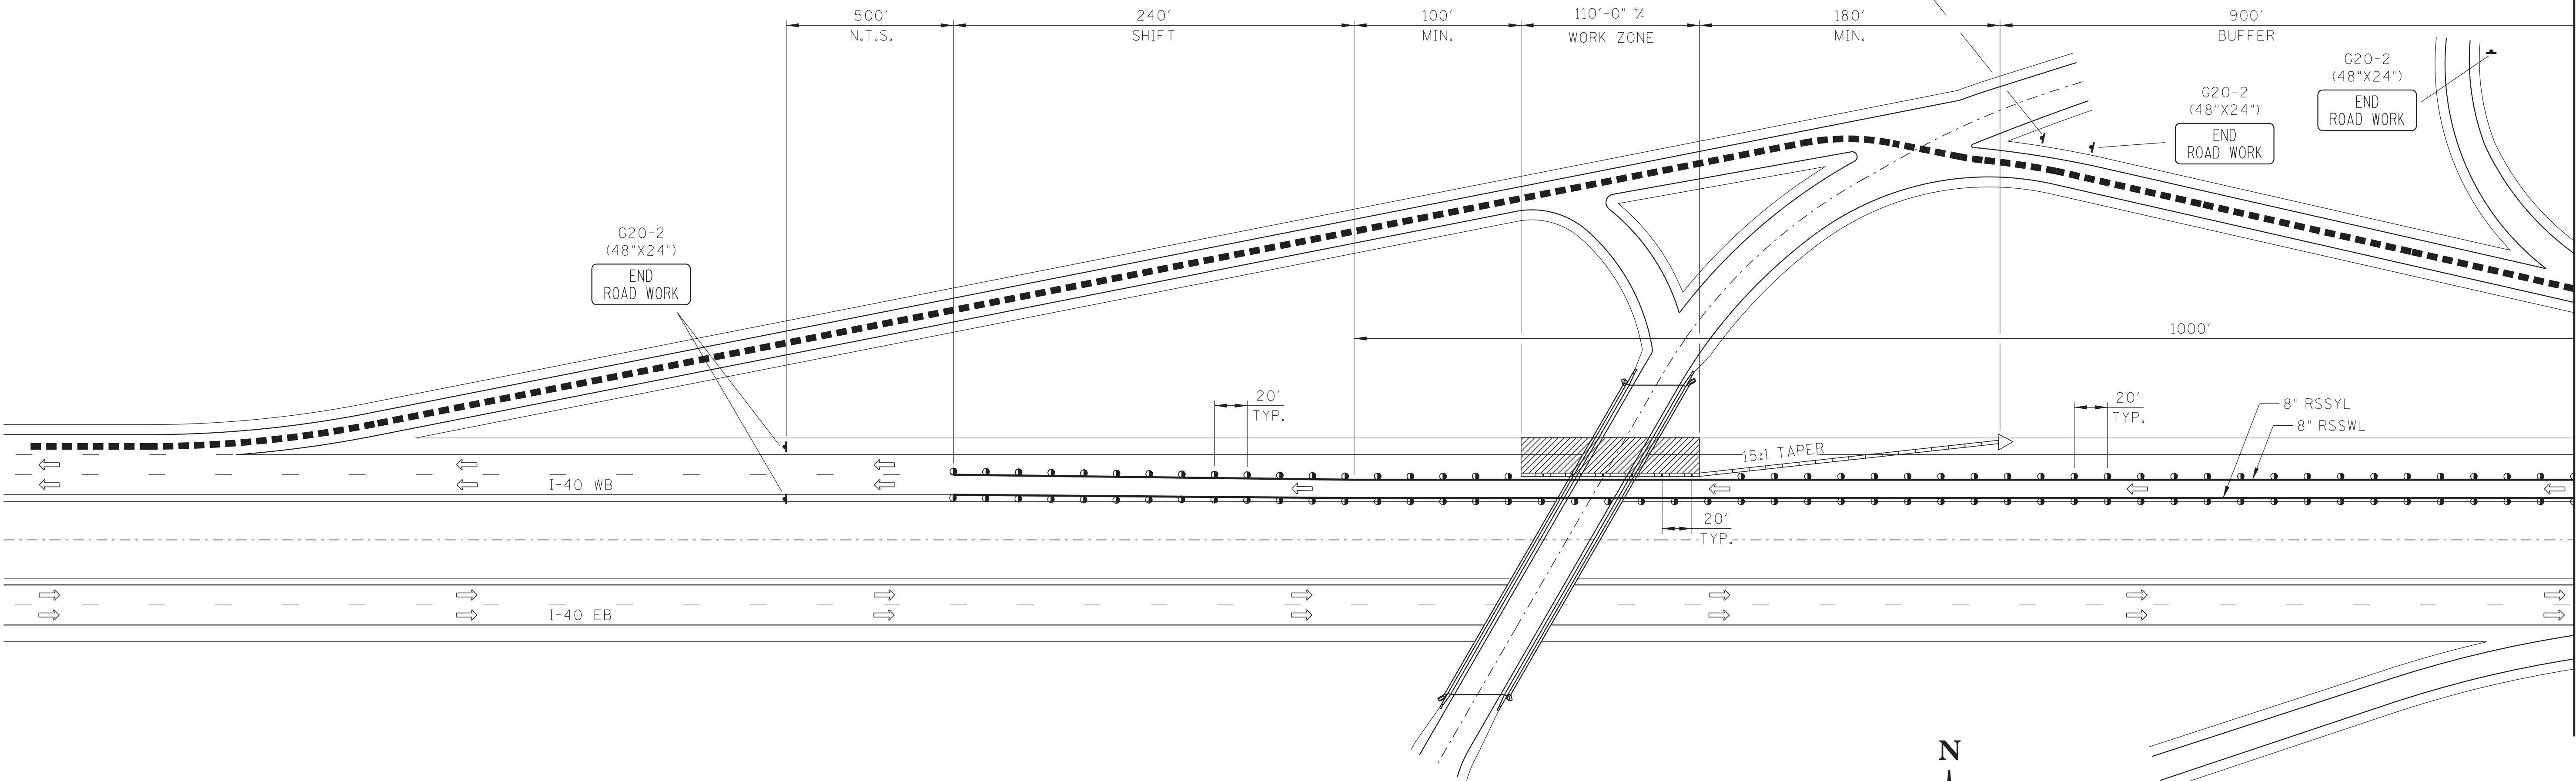 500'
240'
100'
110'-0" +/-
180'
900'
N.T.S.
SHIFT
MIN.
WORK ZONE
MIN.
BUFFER
G20-2
(48"X24")
END
ROAD WORK
G20-2
(48"X24")
END
ROAD WORK
G20-2
(48"X24")
END
ROAD WORK
1000'
20'
TYP.
20'
TYP.
8" RSSYL
8" RSSWL
15:1 TAPER
I-40 WB
20'
TYP.
I-40 EB
N